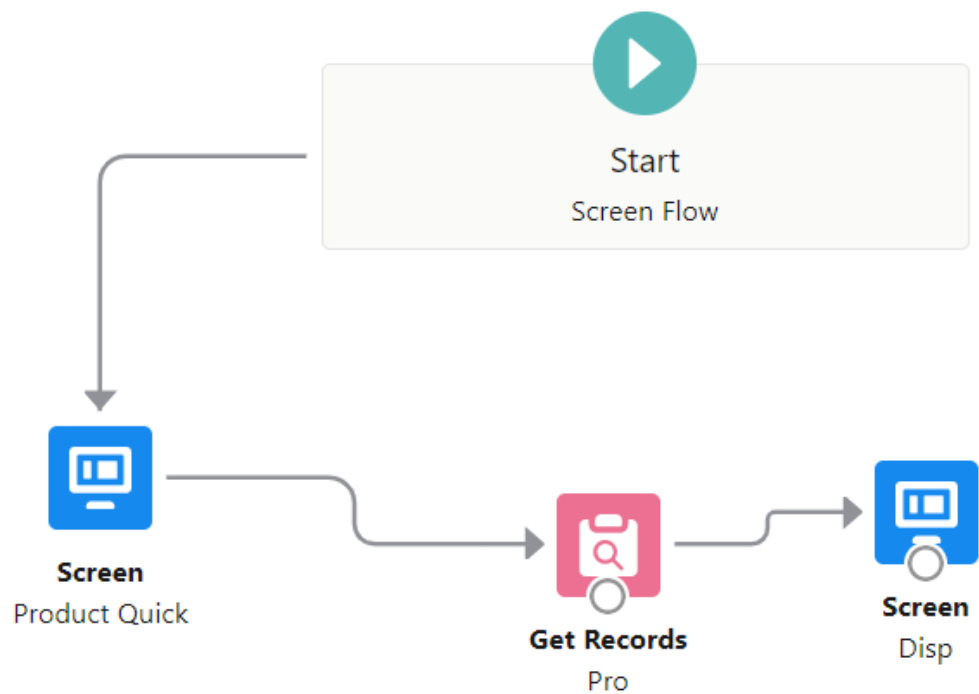 Start
Screen Flow
Screen
Product Quick
Get Records
Pro
Screen
Disp